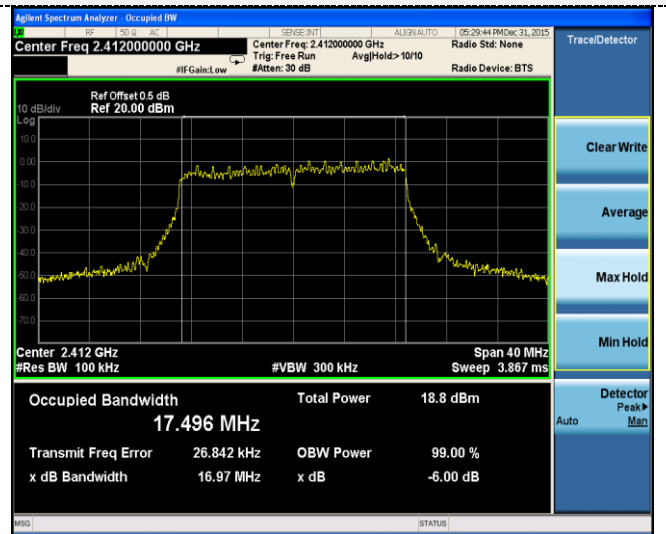 Agilent Spectrum Analyzer - Occupied BW
RF 50 Ω AC SENSE:INT ALIGN AUTO 05:29:44 PM Dec 31, 2015
Center Freq 2.412000000 GHz
Center Freq: 2.412000000 GHz
Radio Std: None
Trig: Free Run Avg|Hold:> 10/10
#IFGain:Low
#Atten: 30 dB
Radio Device: BTS
Trace/Detector
Ref Offset 0.5 dB
10 dB/div Ref 20.00 dBm
Log
10.0
0.00
-10.0
-20.0
-30.0
-40.0
-50.0
-60.0
-70.0
Center 2.412 GHz Span 40 MHz
#Res BW 100 kHz #VBW 300 kHz Sweep 3.867 ms
Occupied Bandwidth Total Power 18.8 dBm
17.496 MHz
Transmit Freq Error 26.842 kHz OBW Power 99.00 %
x dB Bandwidth 16.97 MHz x dB -6.00 dB
Clear Write
Average
Max Hold
Min Hold
Detector
Peak▶
Auto Man
MSG STATUS